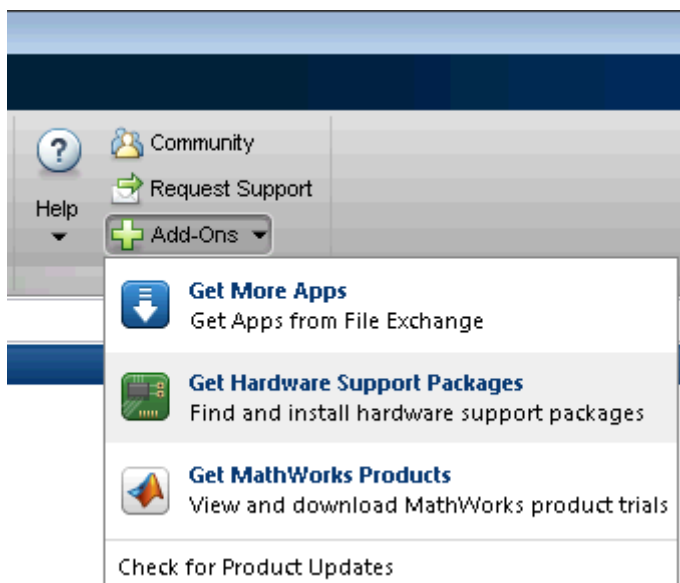 Community
Request Support
Help
Add-Ons
Get More Apps
Get Apps from File Exchange
Get Hardware Support Packages
Find and install hardware support packages
Get MathWorks Products
View and download MathWorks product trials
Check for Product Updates